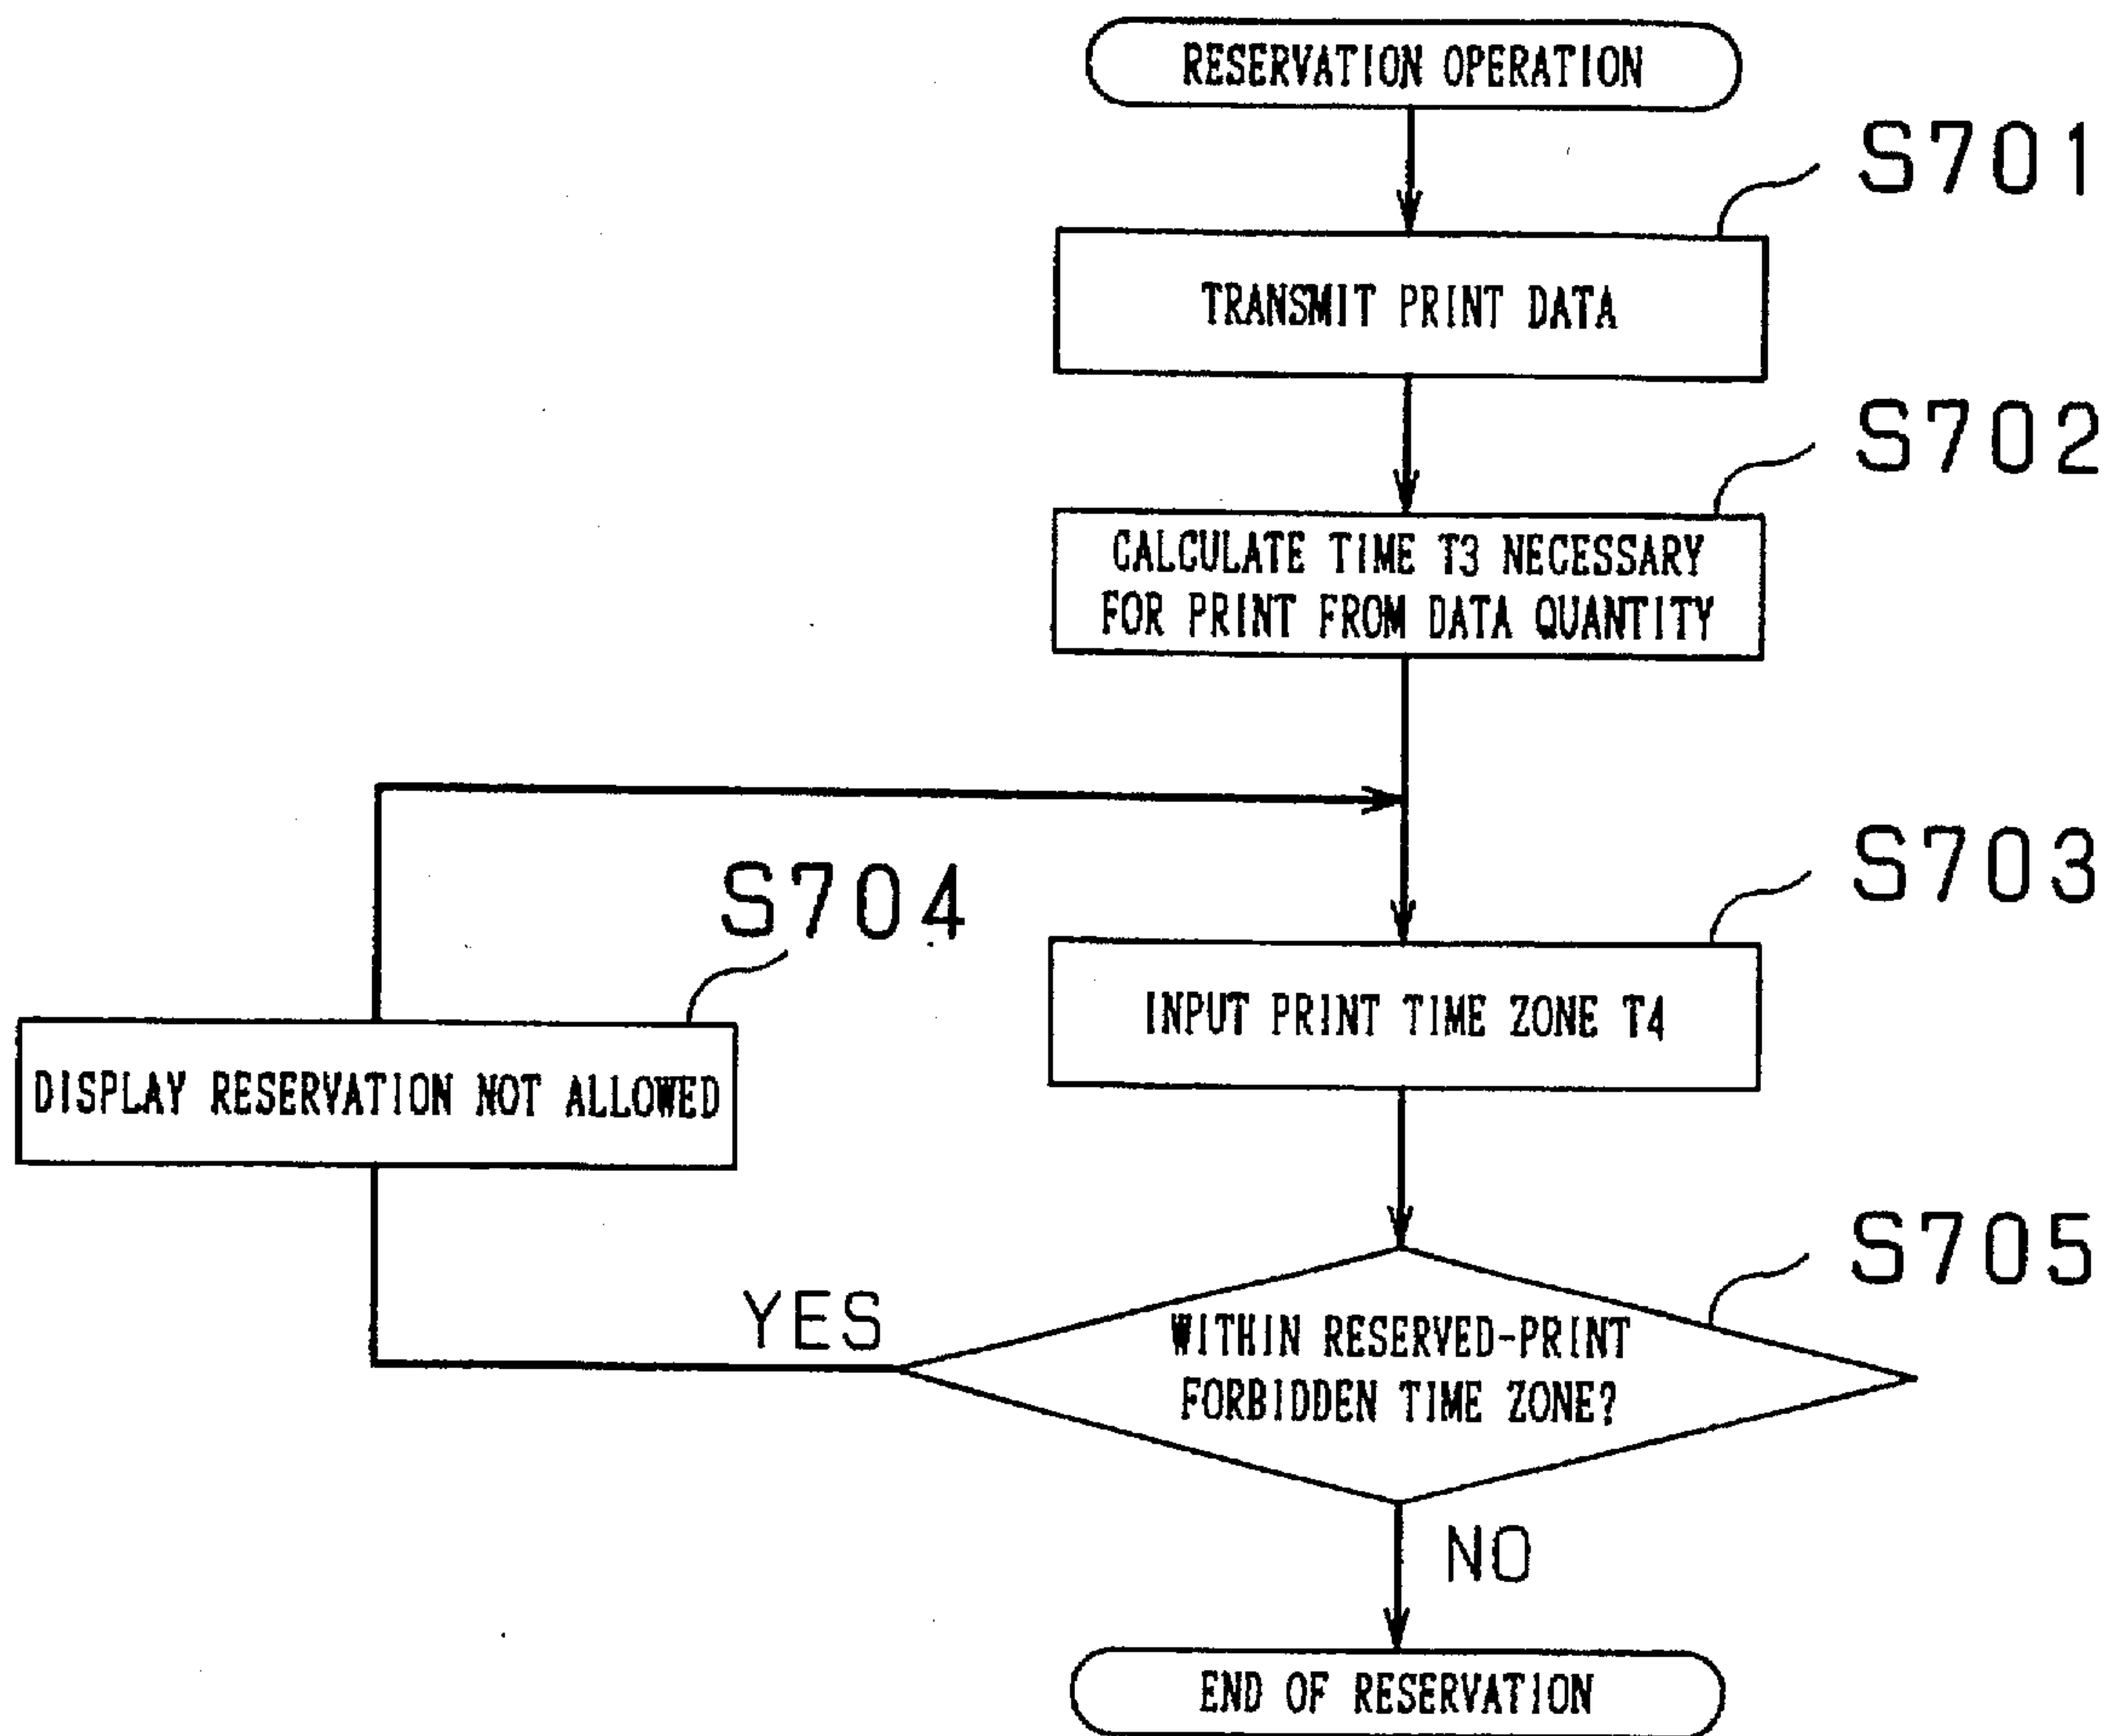 RESERVATION OPERATION
S701
TRANSMIT PRINT DATA
S702
CALCULATE TIME T3 NECESSARY
FOR PRINT FROM DATA QUANTITY
S703
INPUT PRINT TIME ZONE T4
S704
DISPLAY RESERVATION NOT ALLOWED
S705
WITHIN RESERVED-PRINT
FORBIDDEN TIME ZONE?
YES
NO
END OF RESERVATION